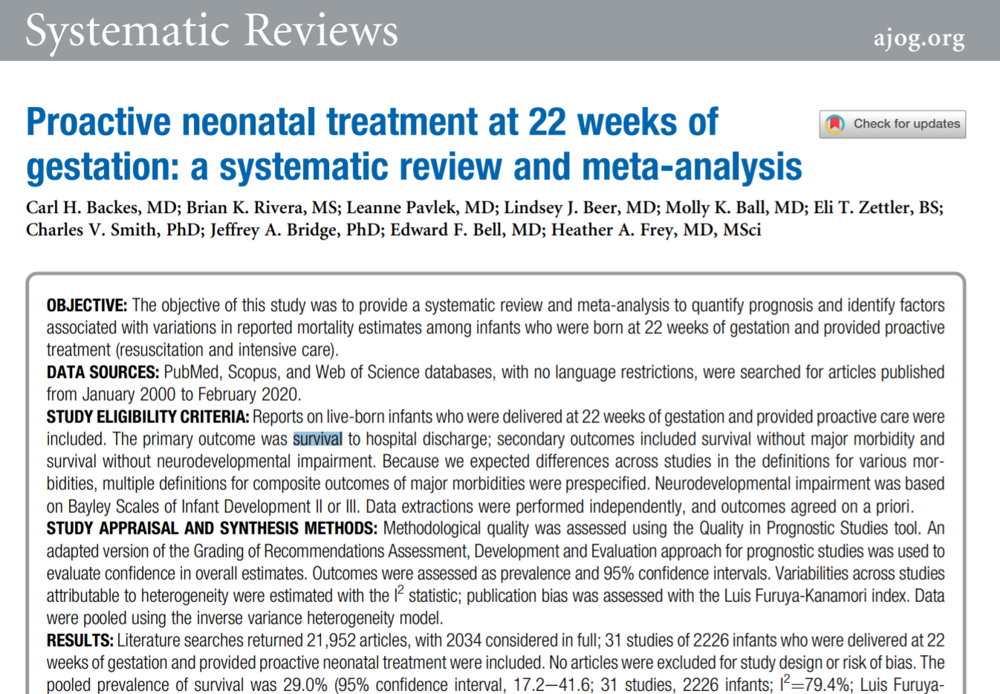 Systematic Reviews
ajog.org
Proactive neonatal treatment at 22 weeks of
gestation: a systematic review and meta-analysis
Check for updates
Carl H. Backes, MD; Brian K. Rivera, MS; Leanne Pavlek, MD; Lindsey J. Beer, MD; Molly K. Ball, MD; Eli T. Zettler, BS;
Charles V. Smith, PhD; Jeffrey A. Bridge, PhD; Edward F. Bell, MD; Heather A. Frey, MD, MSci
OBJECTIVE: The objective of this study was to provide a systematic review and meta-analysis to quantify prognosis and identify factors
associated with variations in reported mortality estimates among infants who were born at 22 weeks of gestation and provided proactive
treatment (resuscitation and intensive care).
DATA SOURCES: PubMed, Scopus, and Web of Science databases, with no language restrictions, were searched for articles published
from January 2000 to February 2020.
STUDY ELIGIBILITY CRITERIA: Reports on live-born infants who were delivered at 22 weeks of gestation and provided proactive care were
included. The primary outcome was survival to hospital discharge; secondary outcomes included survival without major morbidity and
survival without neurodevelopmental impairment. Because we expected differences across studies in the definitions for various mor-
bidities, multiple definitions for composite outcomes of major morbidities were prespecified. Neurodevelopmental impairment was based
on Bayley Scales of Infant Development II or III. Data extractions were performed independently, and outcomes agreed on a priori.
STUDY APPRAISAL AND SYNTHESIS METHODS: Methodological quality was assessed using the Quality in Prognostic Studies tool. An
adapted version of the Grading of Recommendations Assessment, Development and Evaluation approach for prognostic studies was used to
evaluate confidence in overall estimates. Outcomes were assessed as prevalence and 95% confidence intervals. Variabilities across studies
attributable to heterogeneity were estimated with the I² statistic; publication bias was assessed with the Luis Furuya-Kanamori index. Data
were pooled using the inverse variance heterogeneity model.
RESULTS: Literature searches returned 21,952 articles, with 2034 considered in full; 31 studies of 2226 infants who were delivered at 22
weeks of gestation and provided proactive neonatal treatment were included. No articles were excluded for study design or risk of bias. The
pooled prevalence of survival was 29.0% (95% confidence interval, 17.2–41.6; 31 studies, 2226 infants; I²=79.4%; Luis Furuya-